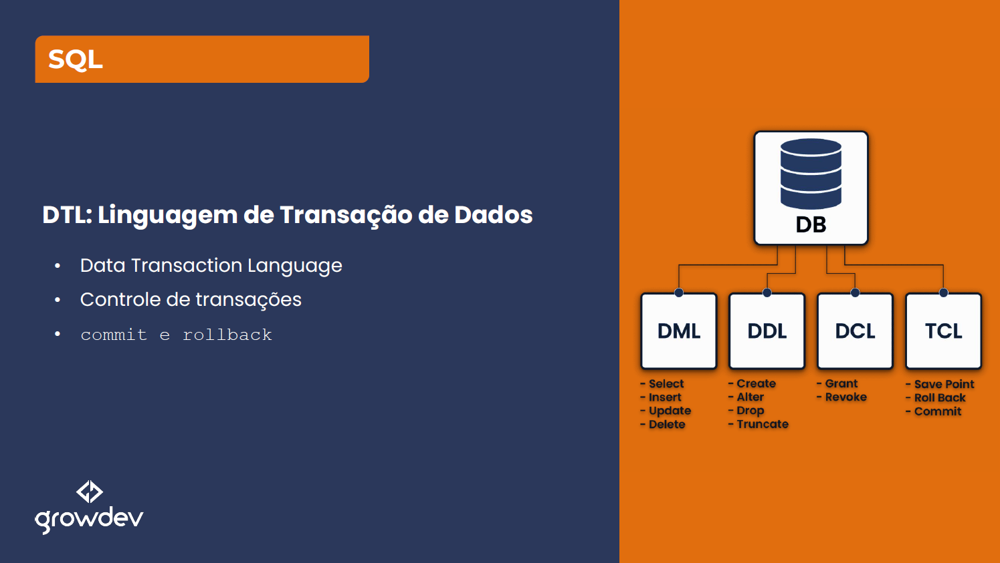 SQL
DTL: Linguagem de Transação de Dados
• Data Transaction Language
• Controle de transações
• commit e rollback
growdev
DB
DML
DDL
DCL
TCL
- Select
- Insert
- Update
- Delete
- Create
- Alter
- Drop
- Truncate
- Grant
- Revoke
- Save Point
- Roll Back
- Commit